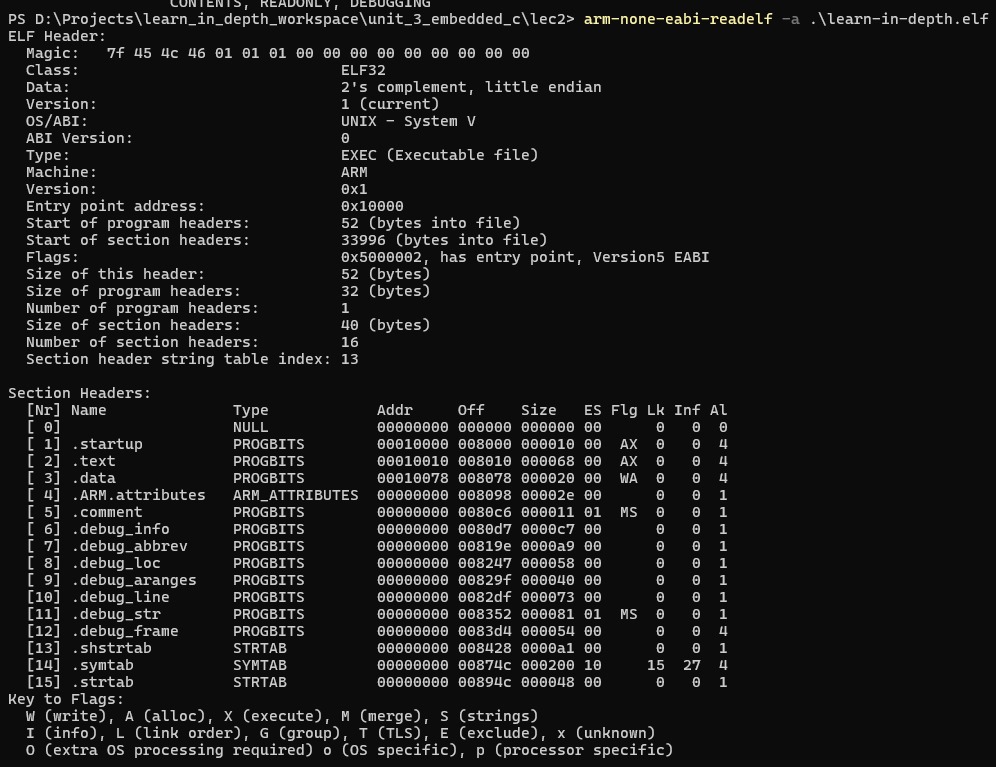 CONTENTS, READONLY, DEBUGGING
PS D:\Projects\learn_in_depth_workspace\unit_3_embedded_c\lec2> arm-none-eabi-readelf -a .\learn-in-depth.elf
ELF Header:
  Magic:   7f 45 4c 46 01 01 01 00 00 00 00 00 00 00 00 00
  Class:                             ELF32
  Data:                              2's complement, little endian
  Version:                           1 (current)
  OS/ABI:                            UNIX - System V
  ABI Version:                       0
  Type:                              EXEC (Executable file)
  Machine:                           ARM
  Version:                           0x1
  Entry point address:               0x10000
  Start of program headers:          52 (bytes into file)
  Start of section headers:          33996 (bytes into file)
  Flags:                             0x5000002, has entry point, Version5 EABI
  Size of this header:               52 (bytes)
  Size of program headers:           32 (bytes)
  Number of program headers:         1
  Size of section headers:           40 (bytes)
  Number of section headers:         16
  Section header string table index: 13
Section Headers:
  [Nr] Name              Type            Addr     Off    Size   ES Flg Lk Inf Al
  [ 0]                   NULL            00000000 000000 000000 00      0   0  0
  [ 1] .startup          PROGBITS        00010000 008000 000010 00  AX  0   0  4
  [ 2] .text             PROGBITS        00010010 008010 000068 00  AX  0   0  4
  [ 3] .data             PROGBITS        00010078 008078 000020 00  WA  0   0  4
  [ 4] .ARM.attributes   ARM_ATTRIBUTES  00000000 008098 00002e 00      0   0  1
  [ 5] .comment          PROGBITS        00000000 0080c6 000011 01  MS  0   0  1
  [ 6] .debug_info       PROGBITS        00000000 0080d7 0000c7 00      0   0  1
  [ 7] .debug_abbrev     PROGBITS        00000000 00819e 0000a9 00      0   0  1
  [ 8] .debug_loc        PROGBITS        00000000 008247 000058 00      0   0  1
  [ 9] .debug_aranges    PROGBITS        00000000 00829f 000040 00      0   0  1
  [10] .debug_line       PROGBITS        00000000 0082df 000073 00      0   0  1
  [11] .debug_str        PROGBITS        00000000 008352 000081 01  MS  0   0  1
  [12] .debug_frame      PROGBITS        00000000 0083d4 000054 00      0   0  4
  [13] .shstrtab         STRTAB          00000000 008428 0000a1 00      0   0  1
  [14] .symtab           SYMTAB          00000000 00874c 000200 10     15  27  4
  [15] .strtab           STRTAB          00000000 00894c 000048 00      0   0  1
Key to Flags:
  W (write), A (alloc), X (execute), M (merge), S (strings)
  I (info), L (link order), G (group), T (TLS), E (exclude), x (unknown)
  O (extra OS processing required) o (OS specific), p (processor specific)